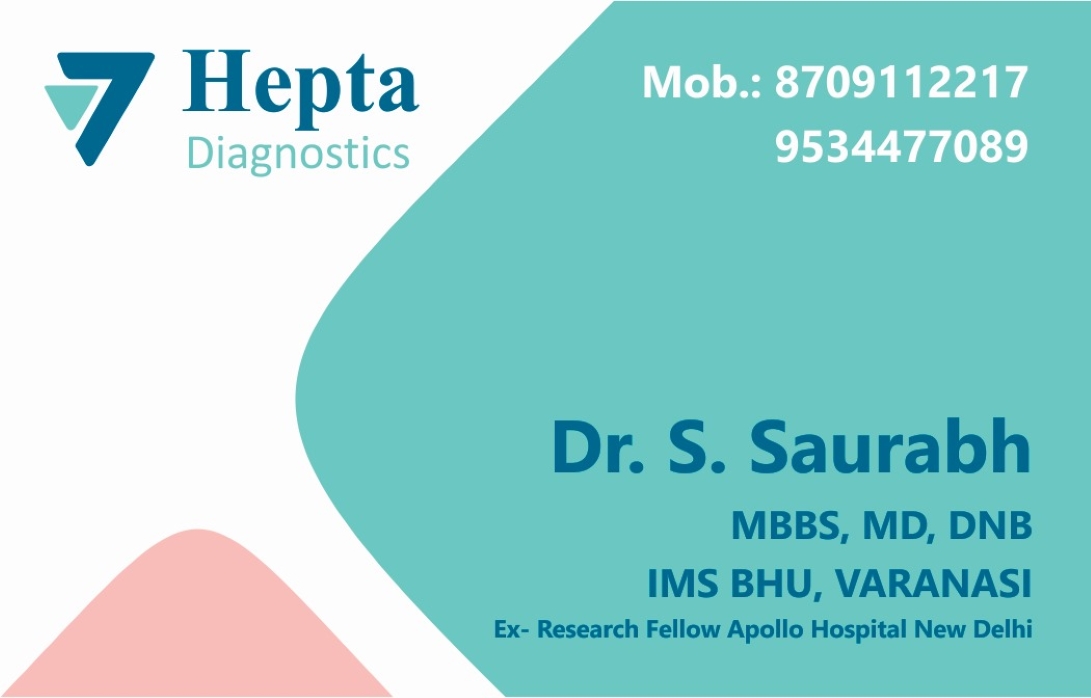 Hepta
Diagnostics
Mob.: 8709112217
9534477089
Dr. S. Saurabh
MBBS, MD, DNB
IMS BHU, VARANASI
Ex- Research Fellow Apollo Hospital New Delhi